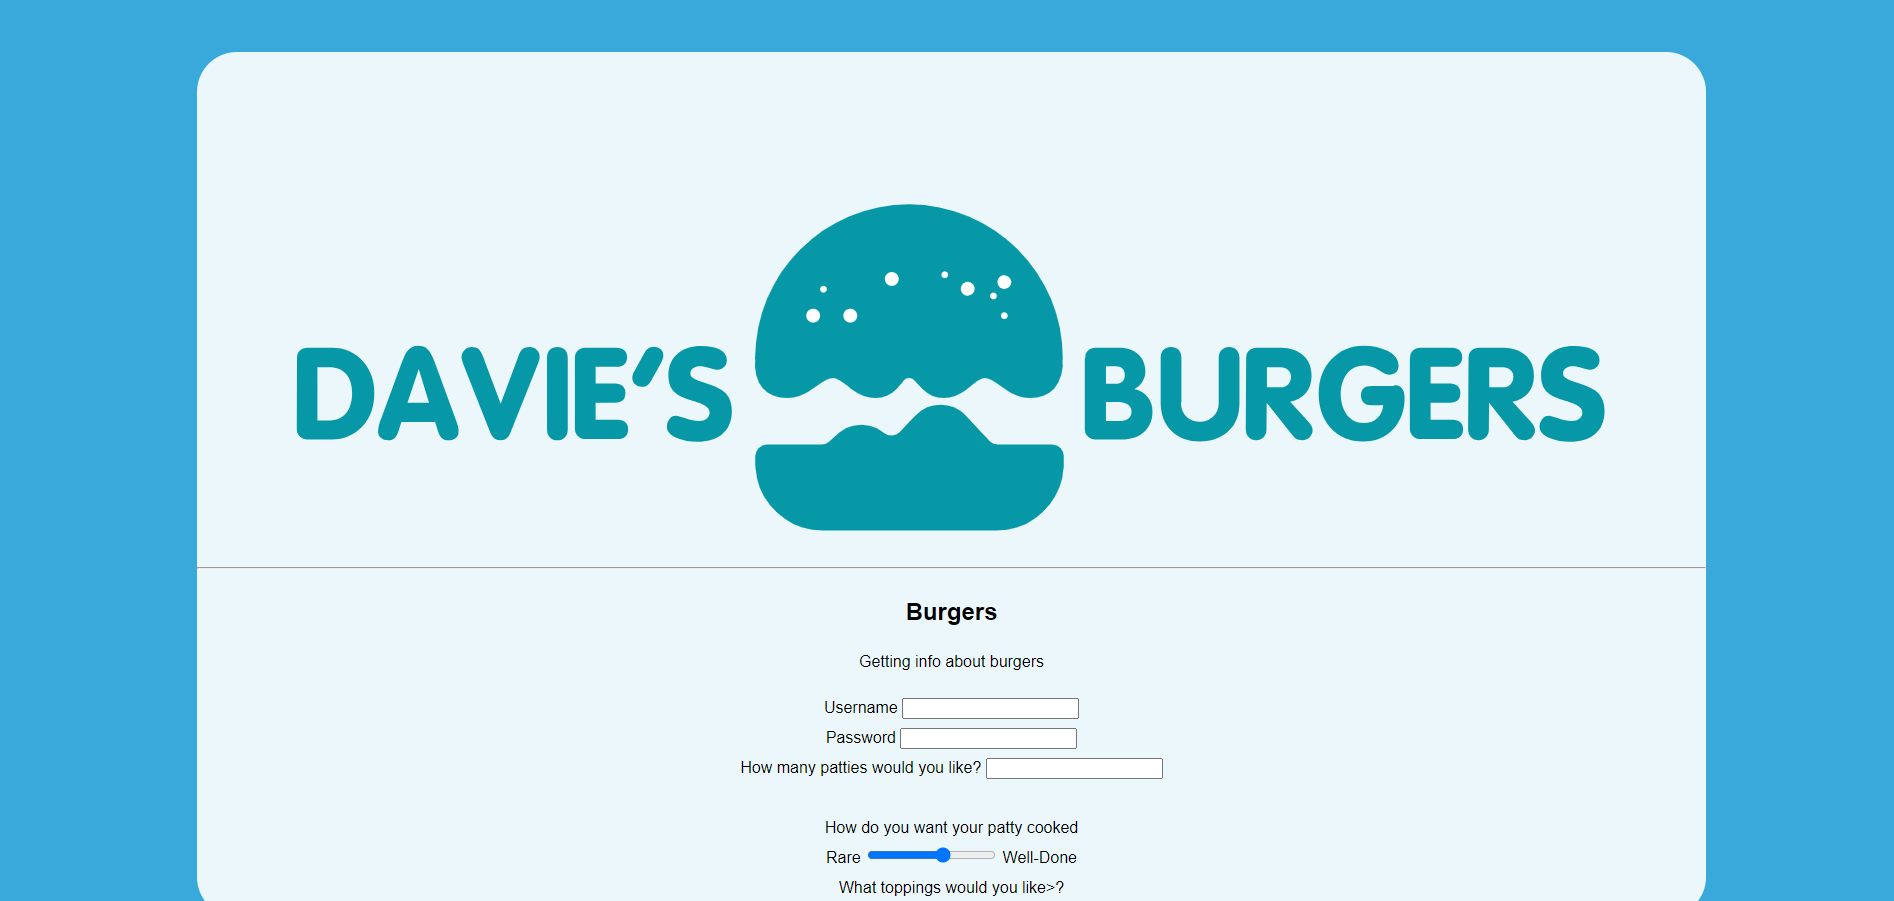 DAVIE'S BURGERS
Burgers
Getting info about burgers
Username
Password
How many patties would you like?
How do you want your patty cooked
Rare Well-Done
What toppings would you like>?